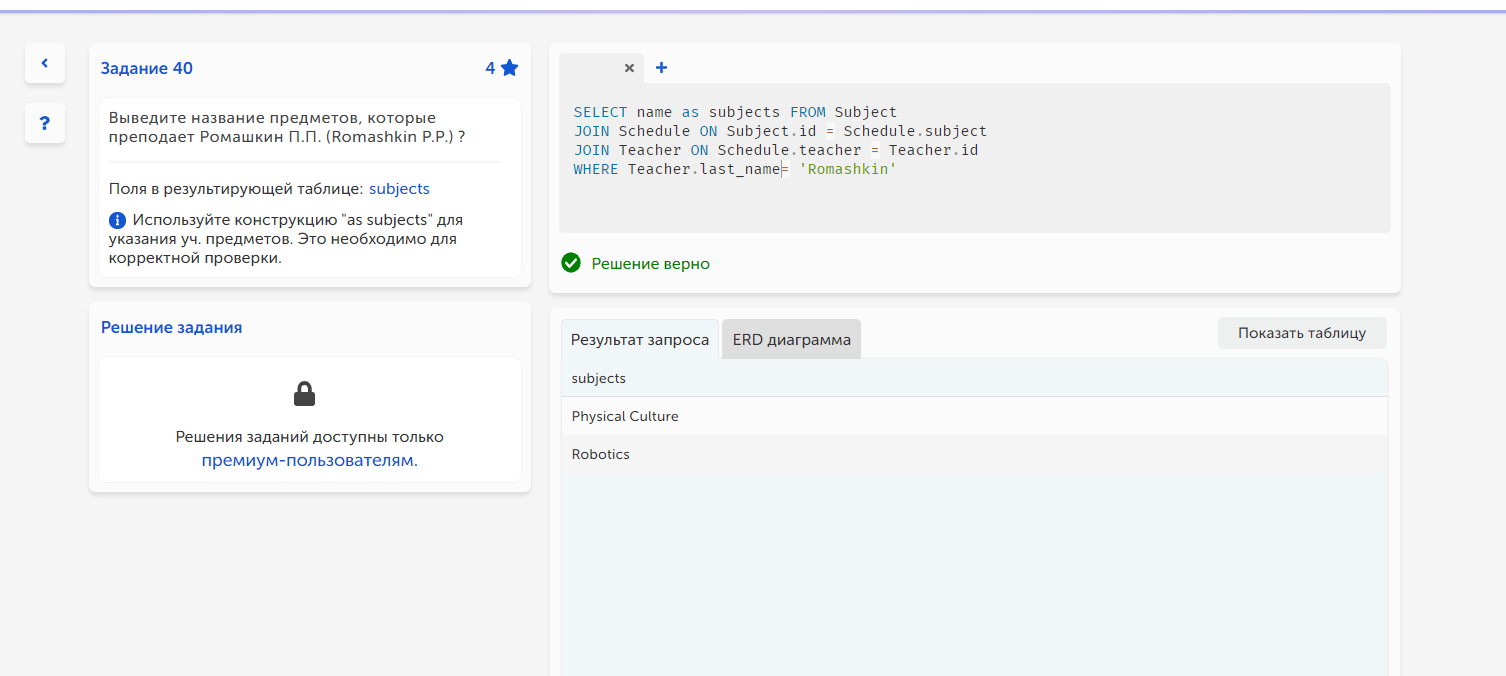 Задание 40
4
Выведите название предметов, которые
преподает Ромашкин П.П. (Romashkin P.P.) ?
Поля в результирующей таблице: subjects
Используйте конструкцию "as subjects" для
указания уч. предметов. Это необходимо для
корректной проверки.
Решение задания
Решения заданий доступны только
премиум-пользователям.
SELECT name as subjects FROM Subject
JOIN Schedule ON Subject.id = Schedule.subject
JOIN Teacher ON Schedule.teacher = Teacher.id
WHERE Teacher.last_name= 'Romashkin'
Решение верно
Результат запроса
ERD диаграмма
Показать таблицу
subjects
Physical Culture
Robotics